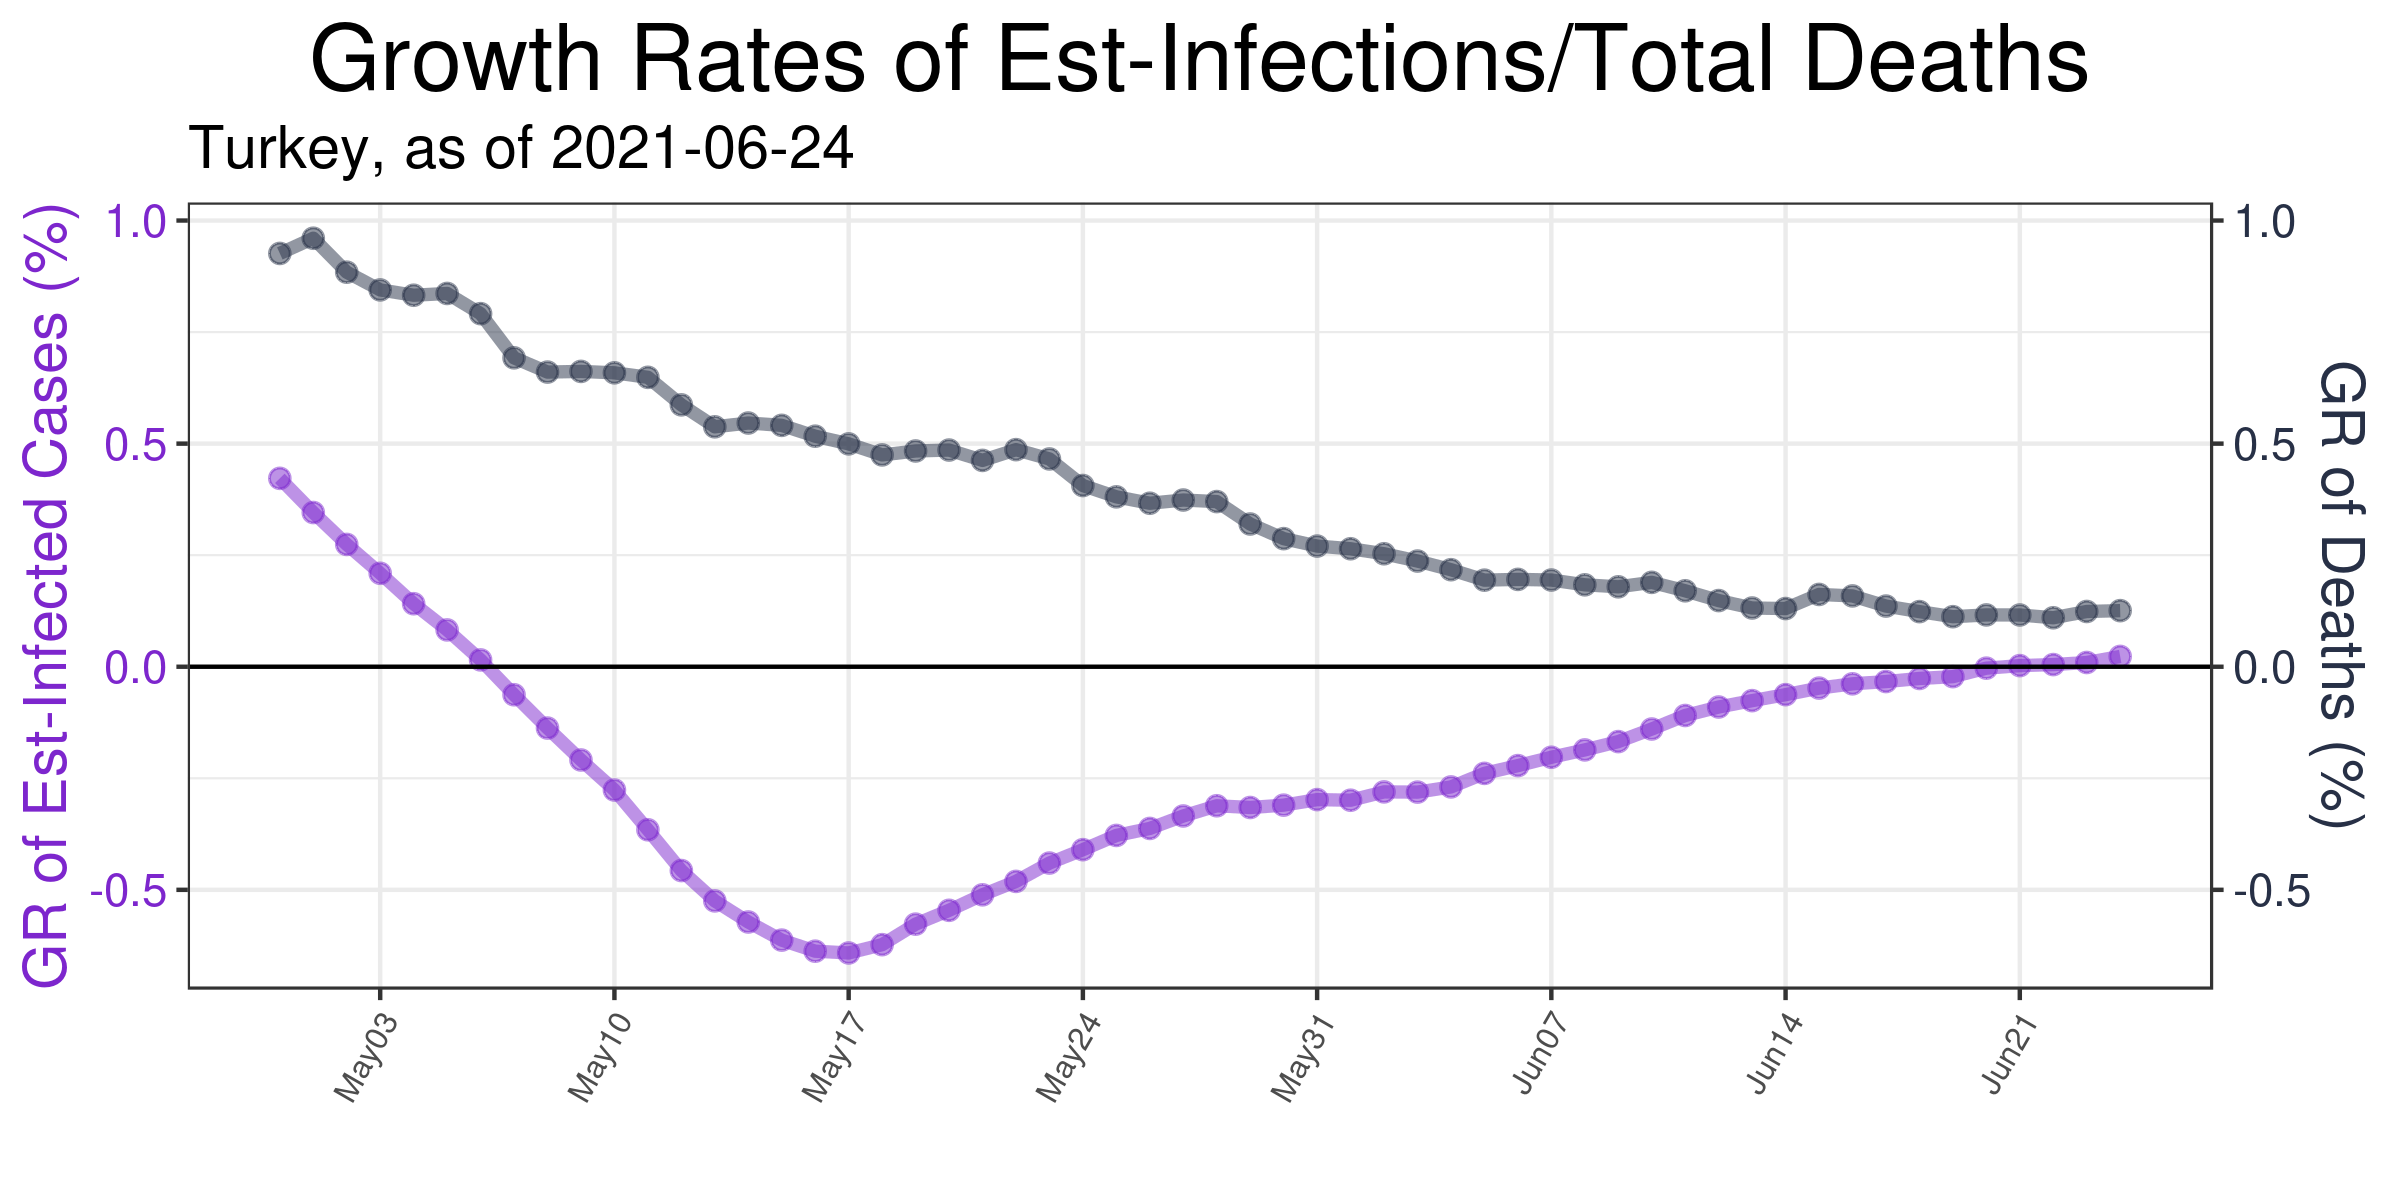 Growth Rates of Est-Infections/Total Deaths
Turkey, as of 2021-06-24
GR of Est-Infected Cases (%)
1.0
0.5
0.0
-0.5
1.0
0.5
0.0
-0.5
GR of Deaths (%)
May03
May10
May17
May24
May31
Jun07
Jun14
Jun21